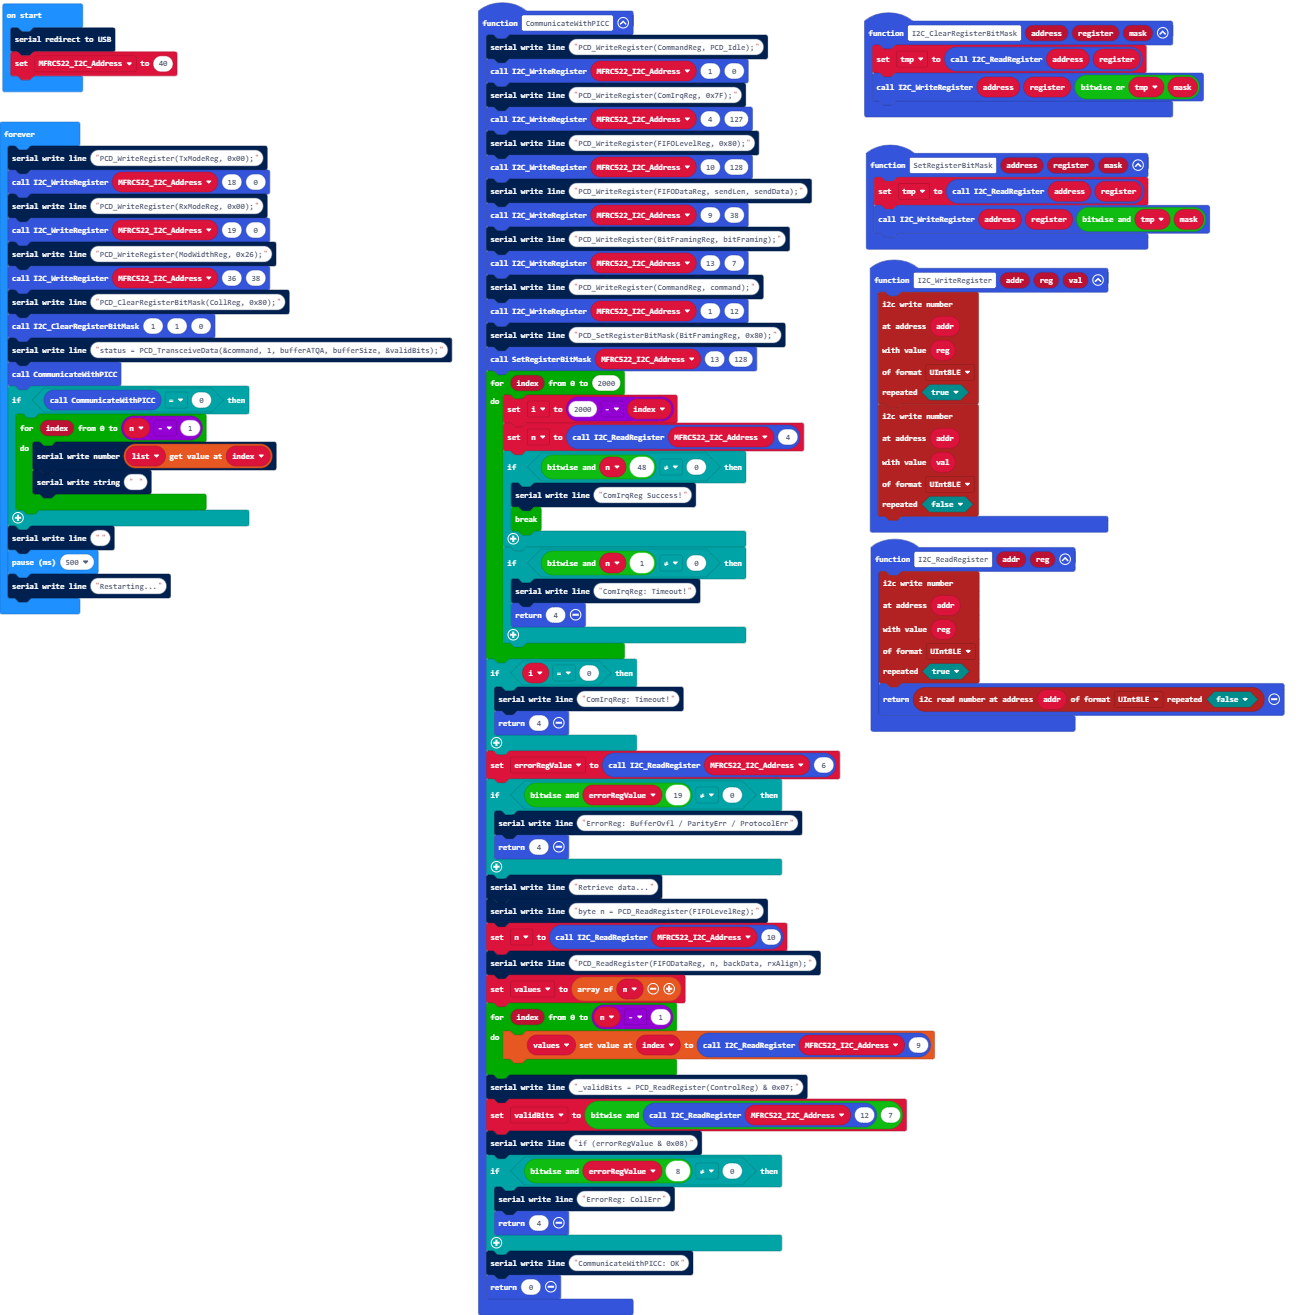 on start
serial redirect to USB
set MFRC522_I2C_Address to 40
forever
serial write line "PCD_WriteRegister(TxModeReg, 0x00);"
call I2C_WriteRegister MFRC522_I2C_Address 18 0
serial write line "PCD_WriteRegister(RxModeReg, 0x00);"
call I2C_WriteRegister MFRC522_I2C_Address 19 0
serial write line "PCD_WriteRegister(ModWidthReg, 0x26);"
call I2C_WriteRegister MFRC522_I2C_Address 36 38
serial write line "PCD_ClearRegisterBitMask(CollReg, 0x80);"
call I2C_ClearRegisterBitMask 1 1 0
serial write line "status = PCD_TransceiveData(&command, 1, bufferATQA, bufferSize, &validBits);"
call CommunicateWithPICC
if call CommunicateWithPICC = 0 then
for index from 0 to n - 1
do
serial write number list get value at index
serial write string " "
serial write line ""
pause (ms) 500
serial write line "Restarting..."
function CommunicateWithPICC
serial write line "PCD_WriteRegister(CommandReg, PCD_Idle);"
call I2C_WriteRegister MFRC522_I2C_Address 1 0
serial write line "PCD_WriteRegister(ComIrqReg, 0x7F);"
call I2C_WriteRegister MFRC522_I2C_Address 4 127
serial write line "PCD_WriteRegister(FIFOLevelReg, 0x80);"
call I2C_WriteRegister MFRC522_I2C_Address 10 128
serial write line "PCD_WriteRegister(FIFODataReg, sendLen, sendData);"
call I2C_WriteRegister MFRC522_I2C_Address 9 38
serial write line "PCD_WriteRegister(BitFramingReg, bitFraming);"
call I2C_WriteRegister MFRC522_I2C_Address 13 7
serial write line "PCD_WriteRegister(CommandReg, command);"
call I2C_WriteRegister MFRC522_I2C_Address 1 12
serial write line "PCD_SetRegisterBitMask(BitFramingReg, 0x80);"
call SetRegisterBitMask MFRC522_I2C_Address 13 128
for index from 0 to 2000
do
set i to 2000 - index
set n to call I2C_ReadRegister MFRC522_I2C_Address 4
if bitwise and n 48 ≠ 0 then
serial write line "ComIrqReg Success!"
break
if bitwise and n 1 ≠ 0 then
serial write line "ComIrqReg: Timeout!"
return 4
if i = 0 then
serial write line "ComIrqReg: Timeout!"
return 4
set errorRegValue to call I2C_ReadRegister MFRC522_I2C_Address 6
if bitwise and errorRegValue 19 ≠ 0 then
serial write line "ErrorReg: BufferOvfl / ParityErr / ProtocolErr"
return 4
serial write line "Retrieve data..."
serial write line "byte n = PCD_ReadRegister(FIFOLevelReg);"
set n to call I2C_ReadRegister MFRC522_I2C_Address 10
serial write line "PCD_ReadRegister(FIFODataReg, n, backData, rxAlign);"
set values to array of n
for index from 0 to n - 1
do
values set value at index to call I2C_ReadRegister MFRC522_I2C_Address 9
serial write line "_validBits = PCD_ReadRegister(ControlReg) & 0x07;"
set validBits to bitwise and call I2C_ReadRegister MFRC522_I2C_Address 12 7
serial write line "if (errorRegValue & 0x08)"
if bitwise and errorRegValue 8 ≠ 0 then
serial write line "ErrorReg: CollErr"
return 4
serial write line "CommunicateWithPICC: OK"
return 0
function I2C_ClearRegisterBitMask address register mask
set tmp to call I2C_ReadRegister address register
call I2C_WriteRegister address register bitwise or tmp mask
function SetRegisterBitMask address register mask
set tmp to call I2C_ReadRegister address register
call I2C_WriteRegister address register bitwise and tmp mask
function I2C_WriteRegister addr reg val
i2c write number
at address addr
with value reg
of format UInt8LE
repeated true
i2c write number
at address addr
with value val
of format UInt8LE
repeated false
function I2C_ReadRegister addr reg
i2c write number
at address addr
with value reg
of format UInt8LE
repeated true
return i2c read number at address addr of format UInt8LE repeated false